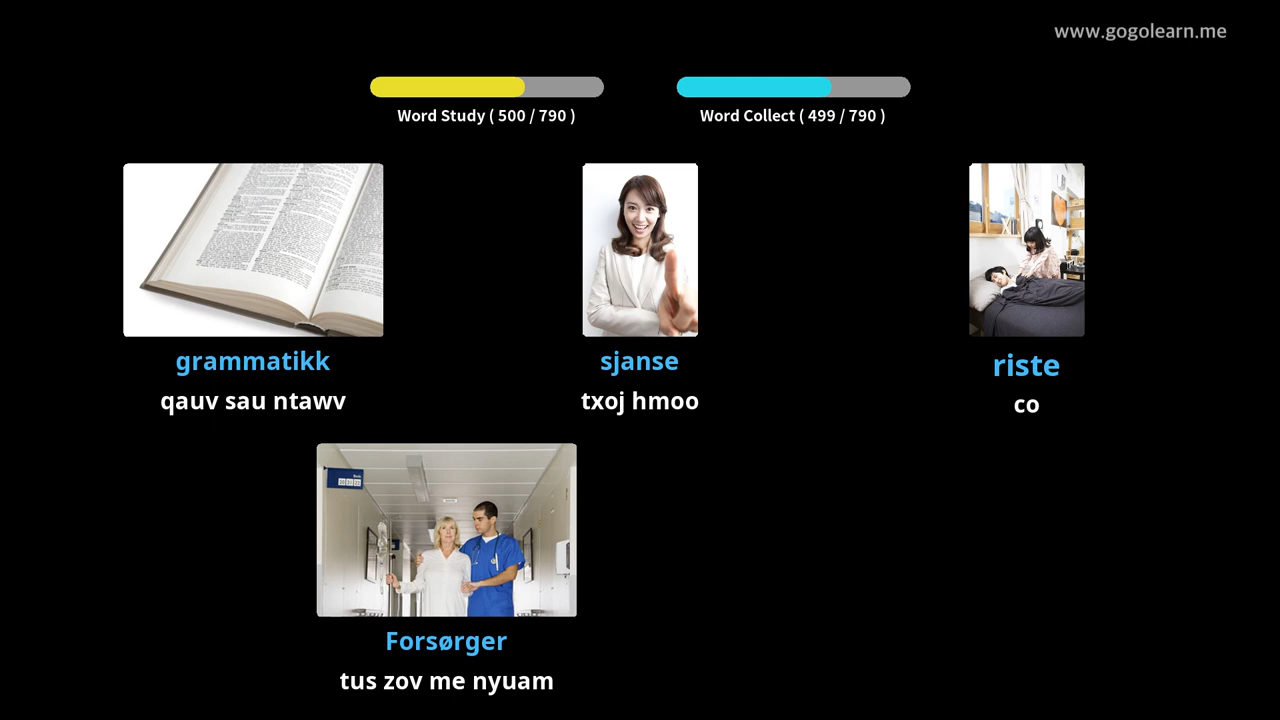 www.gogolearn.me
Word Study ( 500 / 790 )
Word Collect ( 499 / 790 )
grammatikk
qauv sau ntawv
sjanse
txoj hmoo
riste
co
Forsørger
tus zov me nyuam